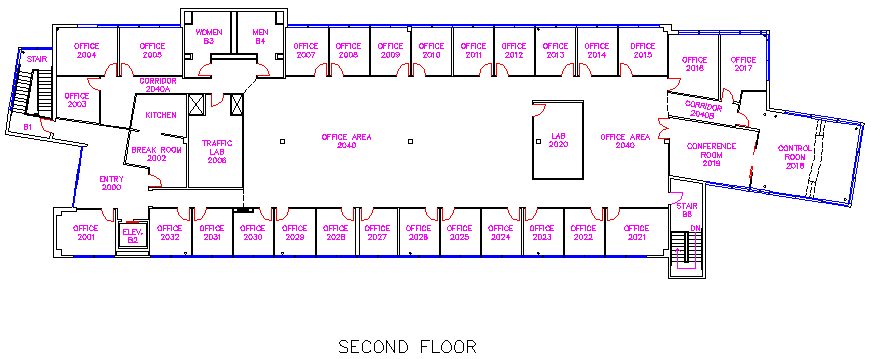 WOMEN
B3
MEN
B4
OFFICE
2004
OFFICE
2005
OFFICE
2007
OFFICE
2008
OFFICE
2009
OFFICE
2010
OFFICE
2011
OFFICE
2012
OFFICE
2013
OFFICE
2014
OFFICE
2015
OFFICE
2016
OFFICE
2017
STAIR
CORRIDOR
2040A
OFFICE
2003
B1
KITCHEN
BREAK ROOM
2002
TRAFFIC
LAB
2006
OFFICE AREA
2040
LAB
2020
OFFICE AREA
2040
CORRIDOR
2040B
CONFERENCE
ROOM
2019
CONTROL
ROOM
2018
ENTRY
2000
STAIR
B8
DN
OFFICE
2001
ELEV.
B2
OFFICE
2032
OFFICE
2031
OFFICE
2030
OFFICE
2029
OFFICE
2028
OFFICE
2027
OFFICE
2026
OFFICE
2025
OFFICE
2024
OFFICE
2023
OFFICE
2022
OFFICE
2021
SECOND FLOOR